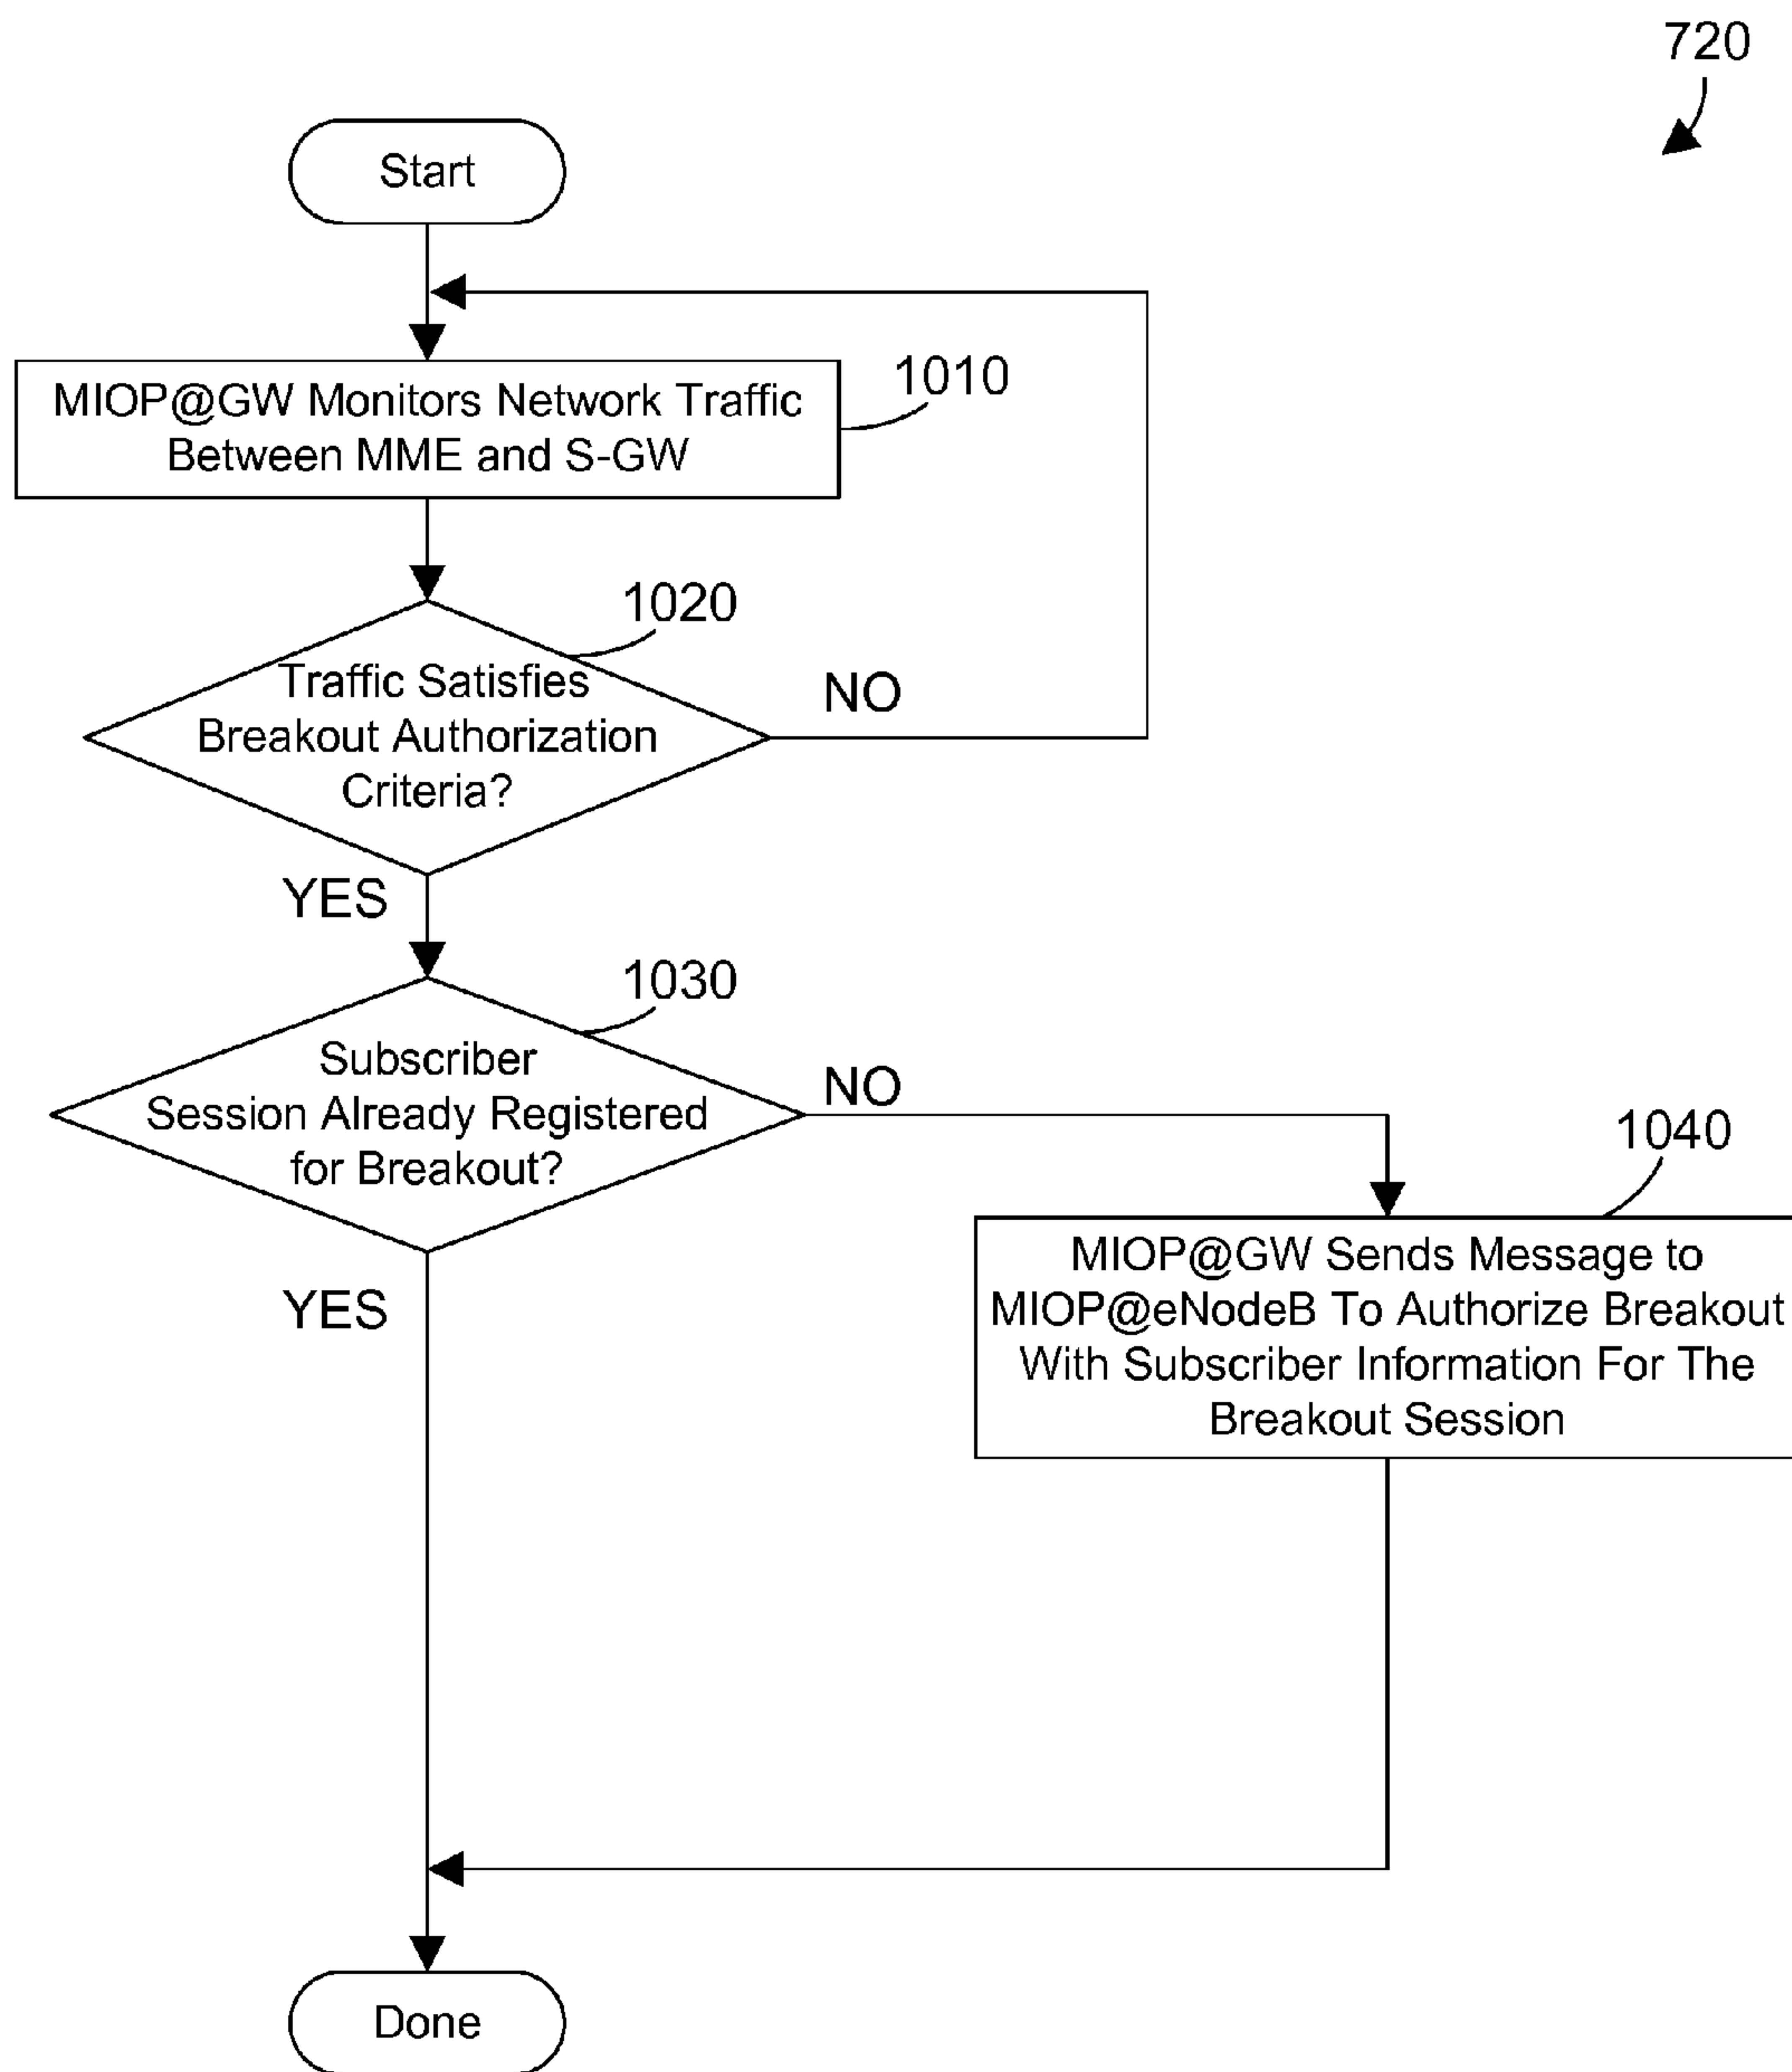 720
Start
MIOP@GW Monitors Network Traffic
Between MME and S-GW
1010
1020
Traffic Satisfies
Breakout Authorization
Criteria?
NO
YES
1030
Subscriber
Session Already Registered
for Breakout?
NO
YES
1040
MIOP@GW Sends Message to
MIOP@eNodeB To Authorize Breakout
With Subscriber Information For The
Breakout Session
Done